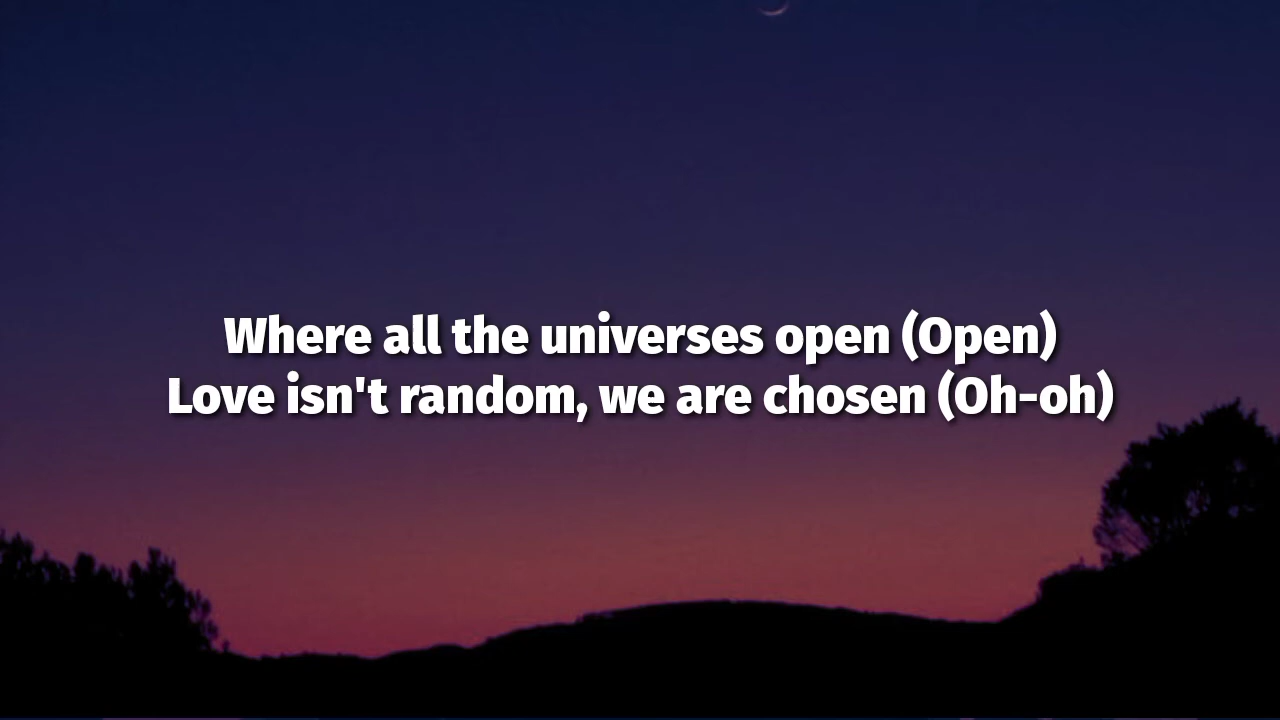 Where all the universes open (Open)
Love isn't random, we are chosen (Oh-oh)